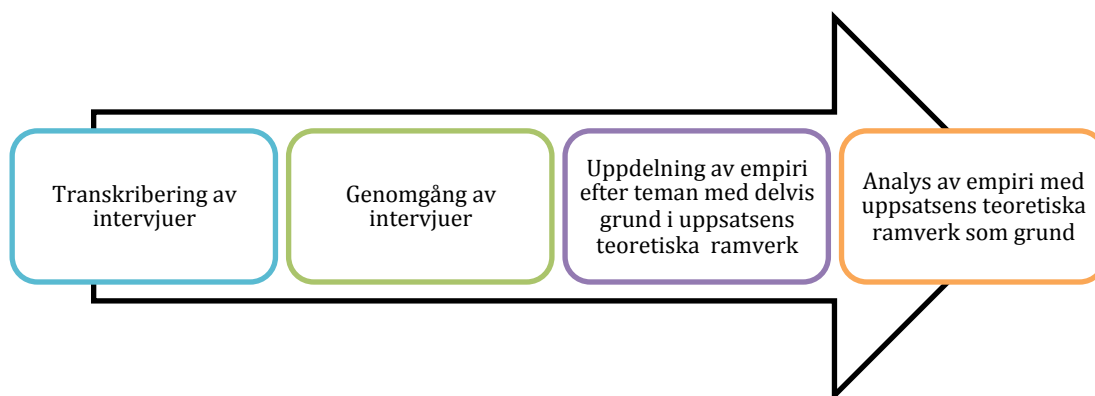 Transkribering av
intervjuer
Genomgång av
intervjuer
Uppdelning av empiri
efter teman med delvis
grund i uppsatsens
teoretiska ramverk
Analys av empiri med
uppsatsens teoretiska
ramverk som grund